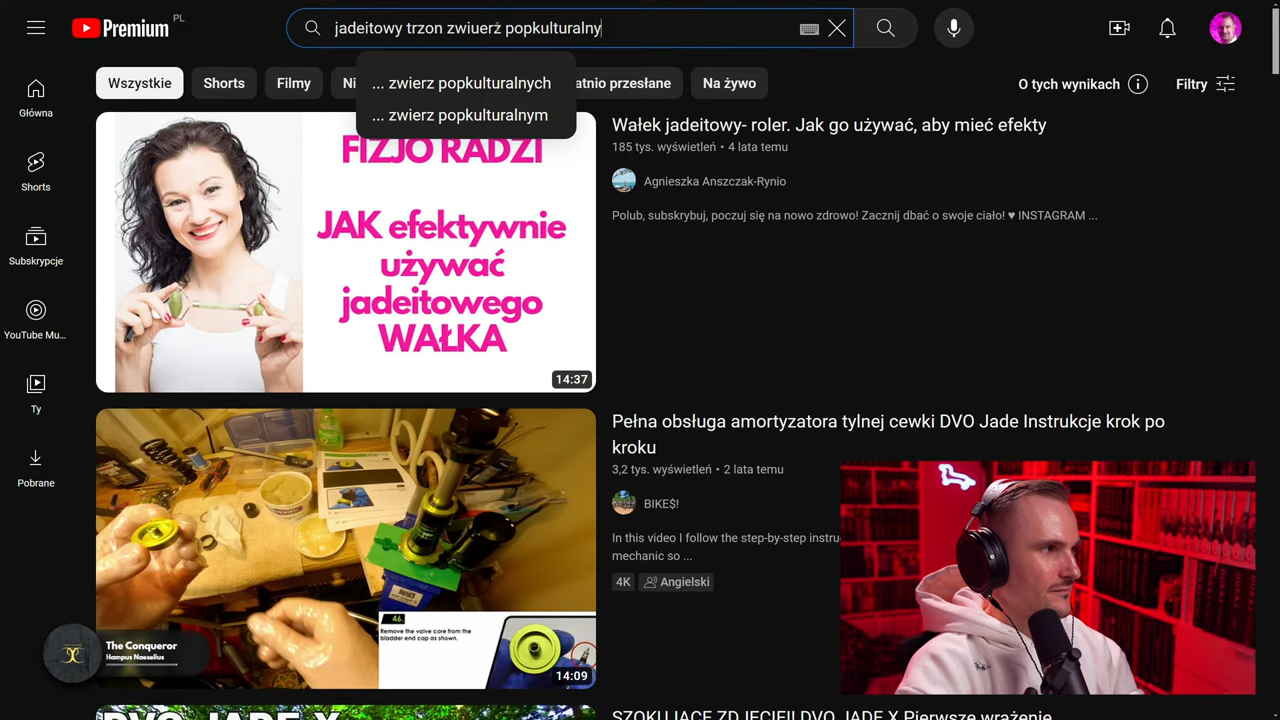 Premium PL
jadeitowy trzon zwiuerż popkulturalny
Wszystkie
Shorts
Filmy
Ni
tatnio przesłane
Na żywo
O tych wynikach
Filtry
... zwierz popkulturalnych
... zwierz popkulturalnym
Główna
Shorts
Subskrypcje
YouTube Mu...
Ty
Pobrane
FIZJO RADZI
JAK efektywnie
używać
jadeitowego
WAŁKA
14:37
Wałek jadeitowy- roler. Jak go używać, aby mieć efekty
185 tys. wyświetleń • 4 lata temu
Agnieszka Anszczak-Rynio
Polub, subskrybuj, poczuj się na nowo zdrowo! Zacznij dbać o swoje ciało! ♥ INSTAGRAM ...
46.
Remove the valve core from the
bladder end cap as shown.
14:09
Pełna obsługa amortyzatora tylnej cewki DVO Jade Instrukcje krok po
kroku
3,2 tys. wyświetleń • 2 lata temu
BIKE$!
In this video I follow the step-by-step instruc
mechanic so ...
4K
Angielski
The Conqueror
Hampus Naeselius
DVO JADE X
SZOKUJĄCE ZDJĘCIE!! DVO JADE X Pierwsze wrażenie